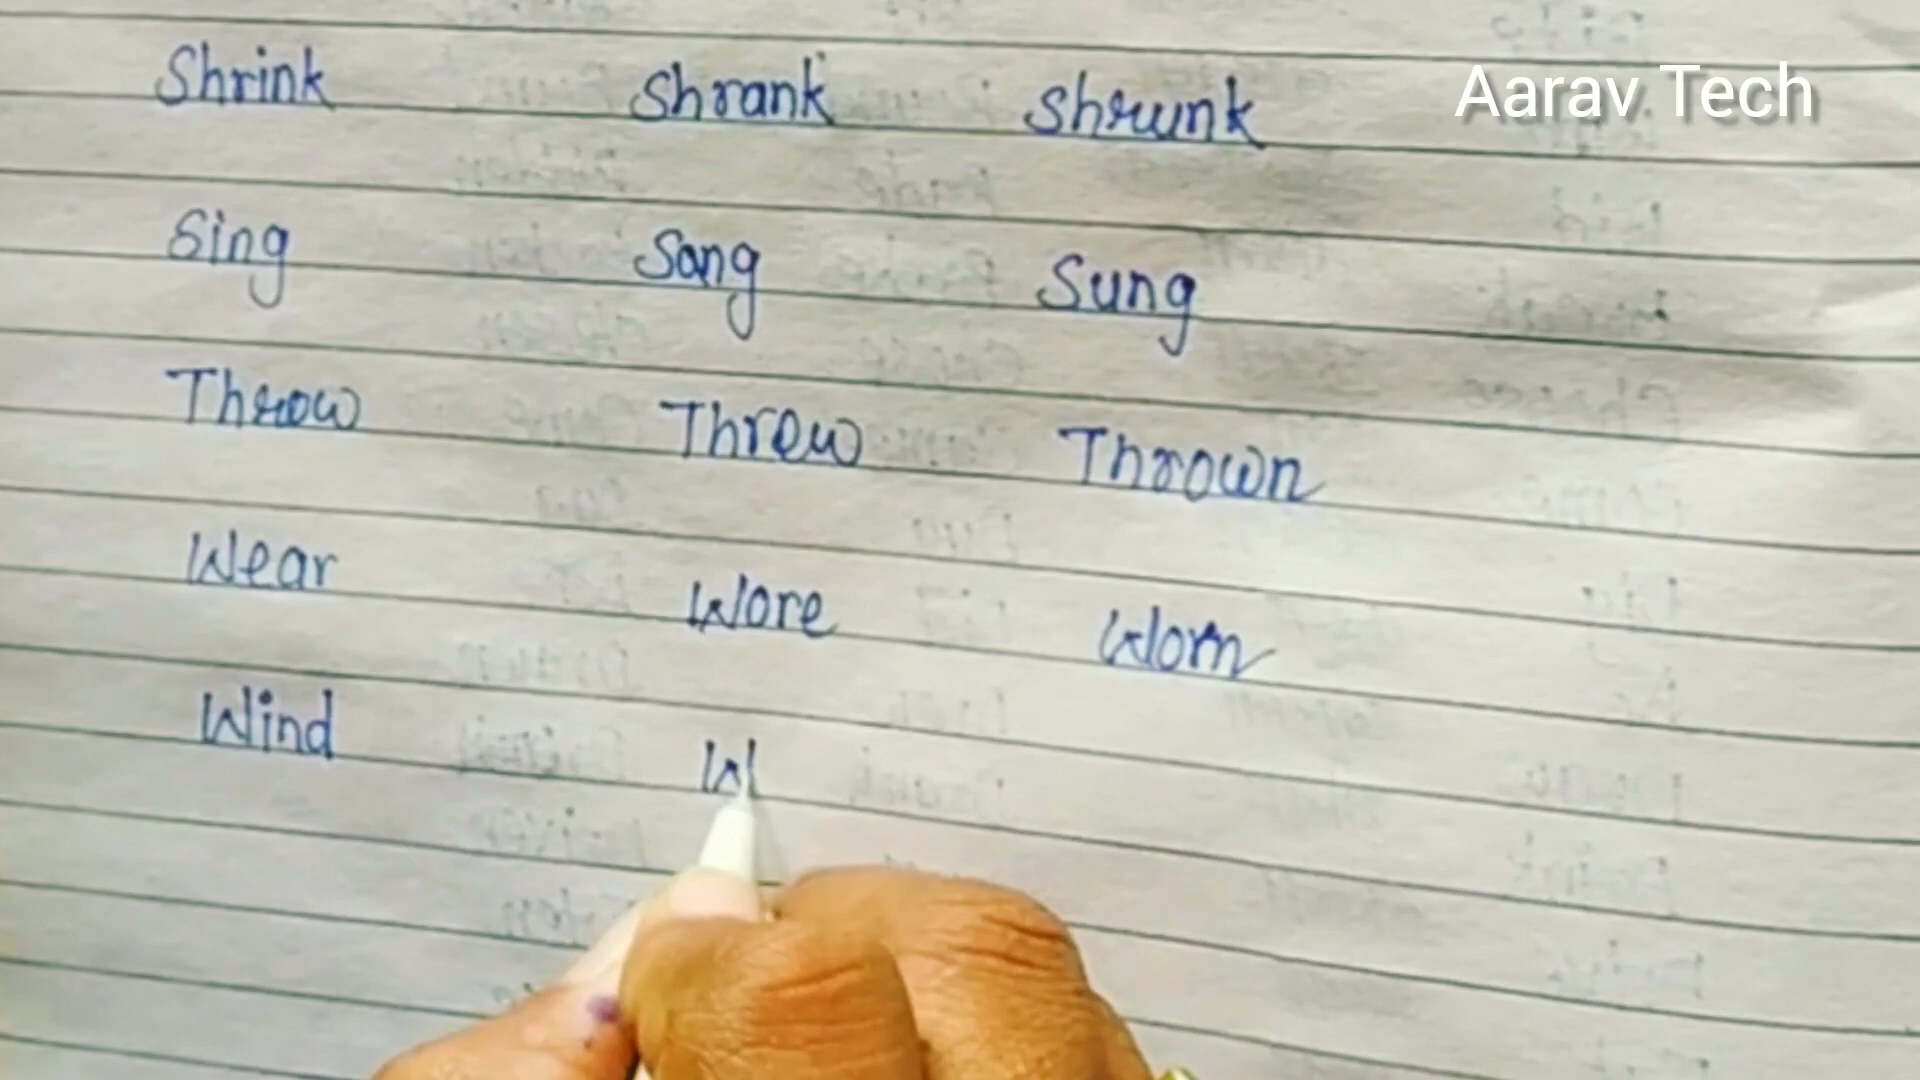 Aarav Tech
Shrink Shrank Shrunk
Sing Sang Sung
Throw Threw Thrown
Wear Wore Worn
Wind W